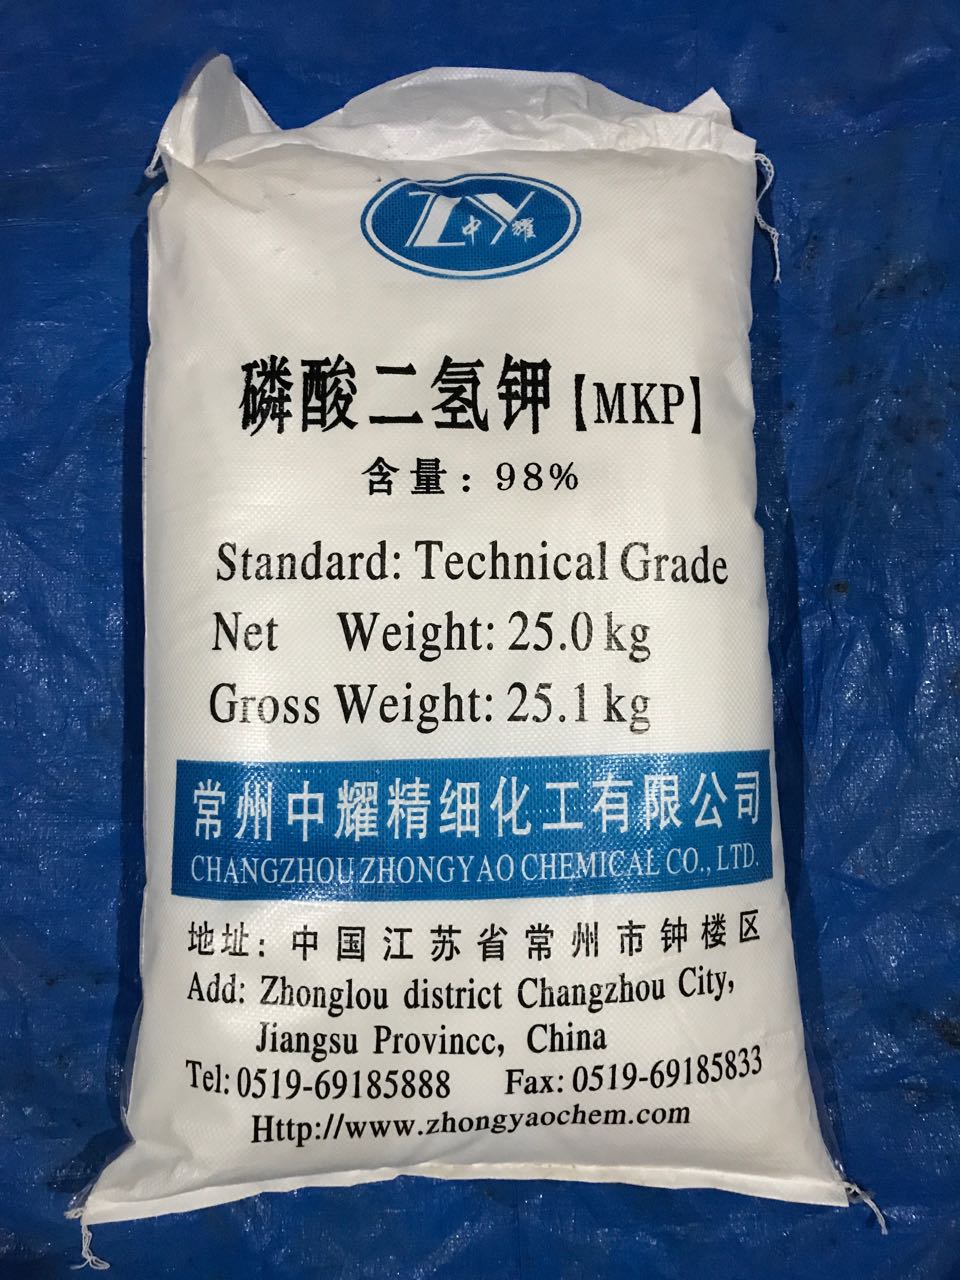 ZY中耀
磷酸二氢钾【MKP】
含量：98%
Standard: Technical Grade
Net Weight: 25.0 kg
Gross Weight: 25.1 kg
常州中耀精细化工有限公司
CHANGZHOU ZHONGYAO CHEMICAL CO., LTD.
地址：中国江苏省常州市钟楼区
Add: Zhonglou district Changzhou City,
Jiangsu Provincc, China
Tel: 0519-69185888 Fax: 0519-69185833
Http://www.zhongyaochem.com